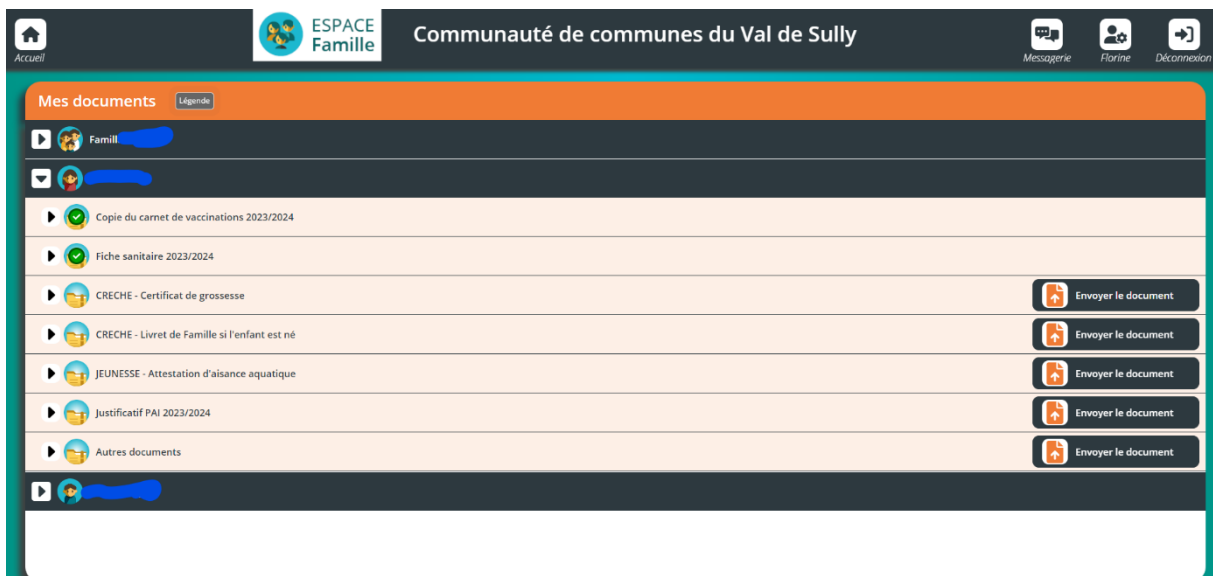 ESPACE
Famille
Communauté de communes du Val de Sully
Accueil
Messagerie
Florine
Déconnexion
Mes documents
Légende
Famill
Copie du carnet de vaccinations 2023/2024
Fiche sanitaire 2023/2024
CRECHE - Certificat de grossesse
Envoyer le document
CRECHE - Livret de Famille si l'enfant est né
Envoyer le document
JEUNESSE - Attestation d'aisance aquatique
Envoyer le document
Justificatif PAI 2023/2024
Envoyer le document
Autres documents
Envoyer le document